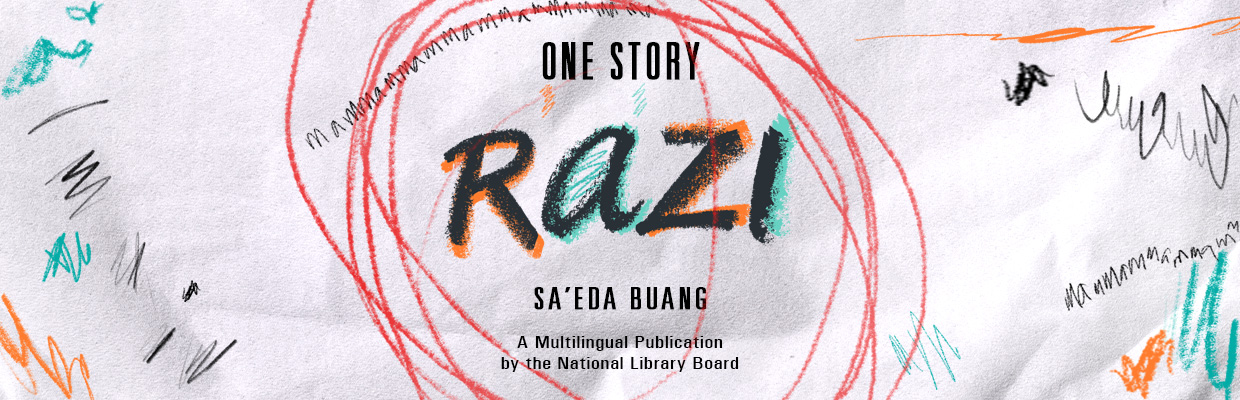 ONE STORY
RaZI
SA'EDA BUANG
A Multilingual Publication
by the National Library Board